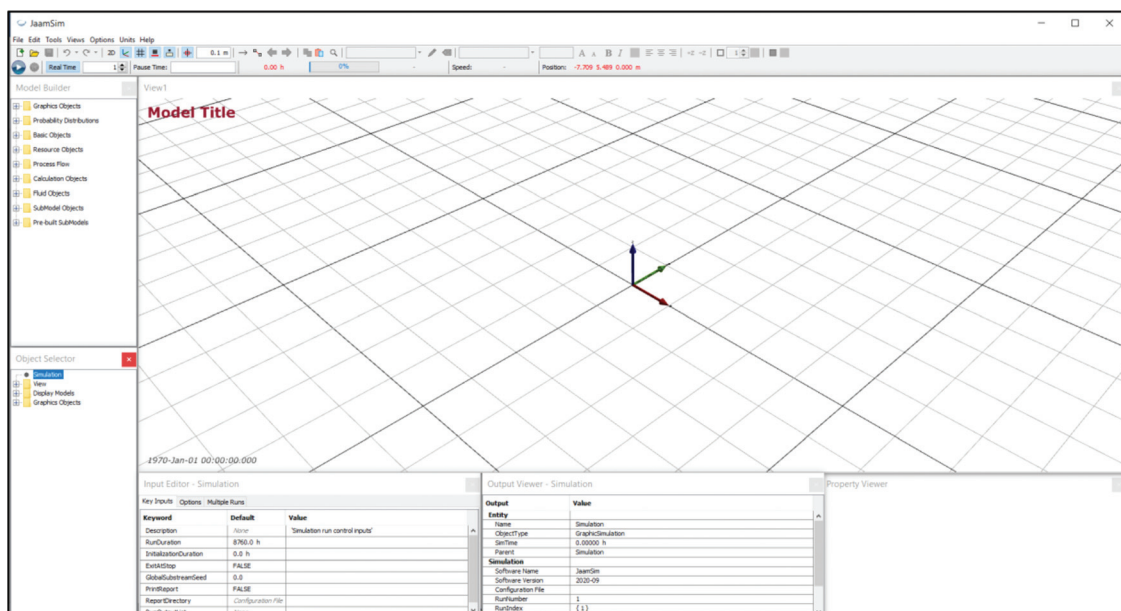 JaamSim
File Edit Tools Views Options Units Help
2D 0.1 m A A B I 1
Real Time 1 Pause Time: 0.00 h 0% - Speed: - Position: -7.709 5.489 0.000 m
Model Builder
Graphics Objects
Probability Distributions
Basic Objects
Resource Objects
Process Flow
Calculation Objects
Fluid Objects
SubModel Objects
Pre-built SubModels
View1
Model Title
1970-Jan-01 00:00:00.000
Object Selector
Simulation
View
Display Models
Graphics Objects
Input Editor - Simulation
Key Inputs Options Multiple Runs
Keyword Default Value
Description None 'Simulation run control inputs'
RunDuration 8760.0 h
InitializationDuration 0.0 h
ExitAtStop FALSE
GlobalSubstreamSeed 0.0
PrintReport FALSE
ReportDirectory Configuration File
Output Viewer - Simulation
Output Value
Entity
Name Simulation
ObjectType GraphicSimulation
SimTime 0.00000 h
Parent Simulation
Simulation
Software Name JaamSim
Software Version 2020-09
Configuration File
RunNumber 1
RunIndex {1}
Property Viewer